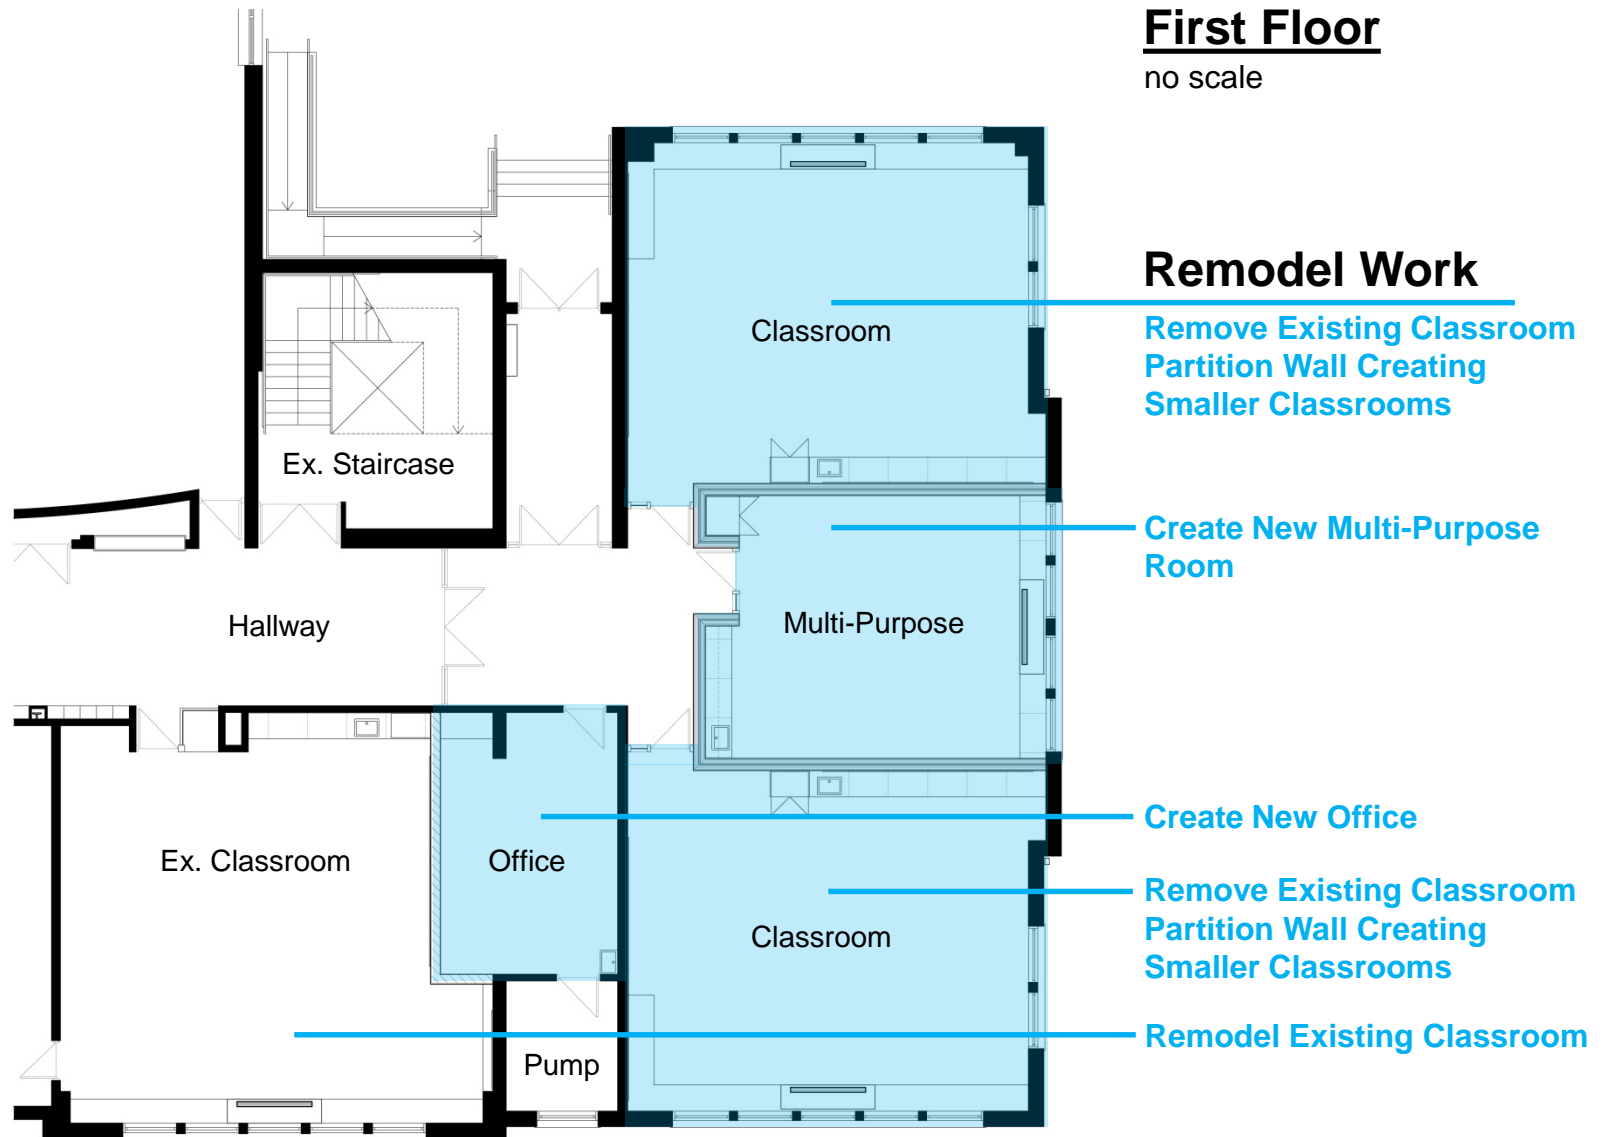 First Floor
no scale
Remodel Work
Remove Existing Classroom
Partition Wall Creating
Smaller Classrooms
Classroom
Ex. Staircase
Create New Multi-Purpose
Room
Hallway
Multi-Purpose
Create New Office
Ex. Classroom
Office
Remove Existing Classroom
Partition Wall Creating
Smaller Classrooms
Classroom
Remodel Existing Classroom
Pump